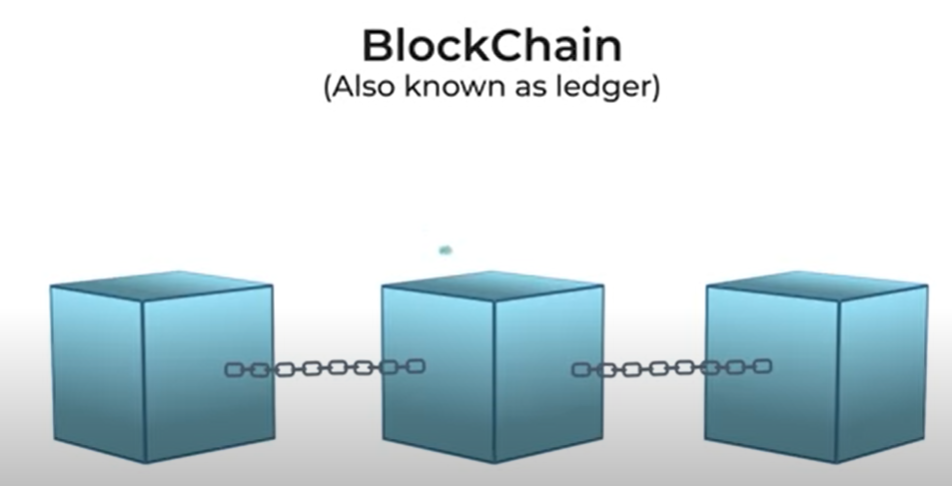 BlockChain
(Also known as ledger)